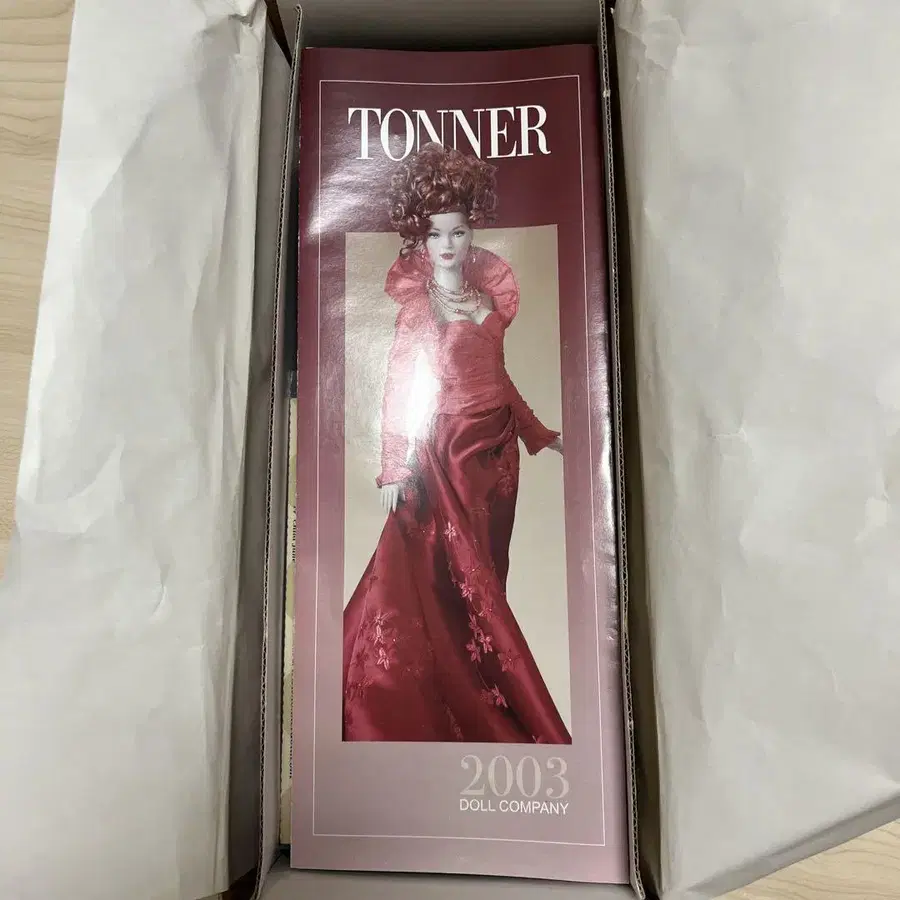 TONNER
2003
DOLL COMPANY